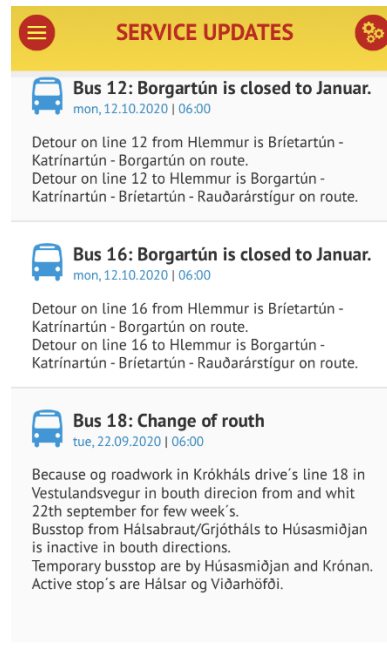 SERVICE UPDATES
Bus 12: Borgartún is closed to Januar.
mon, 12.10.2020 | 06:00
Detour on line 12 from Hlemmur is Bríetartún -
Katrínartún - Borgartún on route.
Detour on line 12 to Hlemmur is Borgartún -
Katrínartún - Bríetartún - Rauðarárstígur on route.
Bus 16: Borgartún is closed to Januar.
mon, 12.10.2020 | 06:00
Detour on line 16 from Hlemmur is Bríetartún -
Katrínartún - Borgartún on route.
Detour on line 16 to Hlemmur is Borgartún -
Katrínartún - Bríetartún - Rauðarárstígur on route.
Bus 18: Change of routh
tue, 22.09.2020 | 06:00
Because og roadwork in Krókháls drive´s line 18 in
Vestulandsvegur in bouth direcion from and whit
22th september for few week´s.
Busstop from Hálsabraut/Grjótháls to Húsasmiðjan
is inactive in bouth directions.
Temporary busstop are by Húsasmiðjan and Krónan.
Active stop´s are Hálsar og Viðarhöfði.